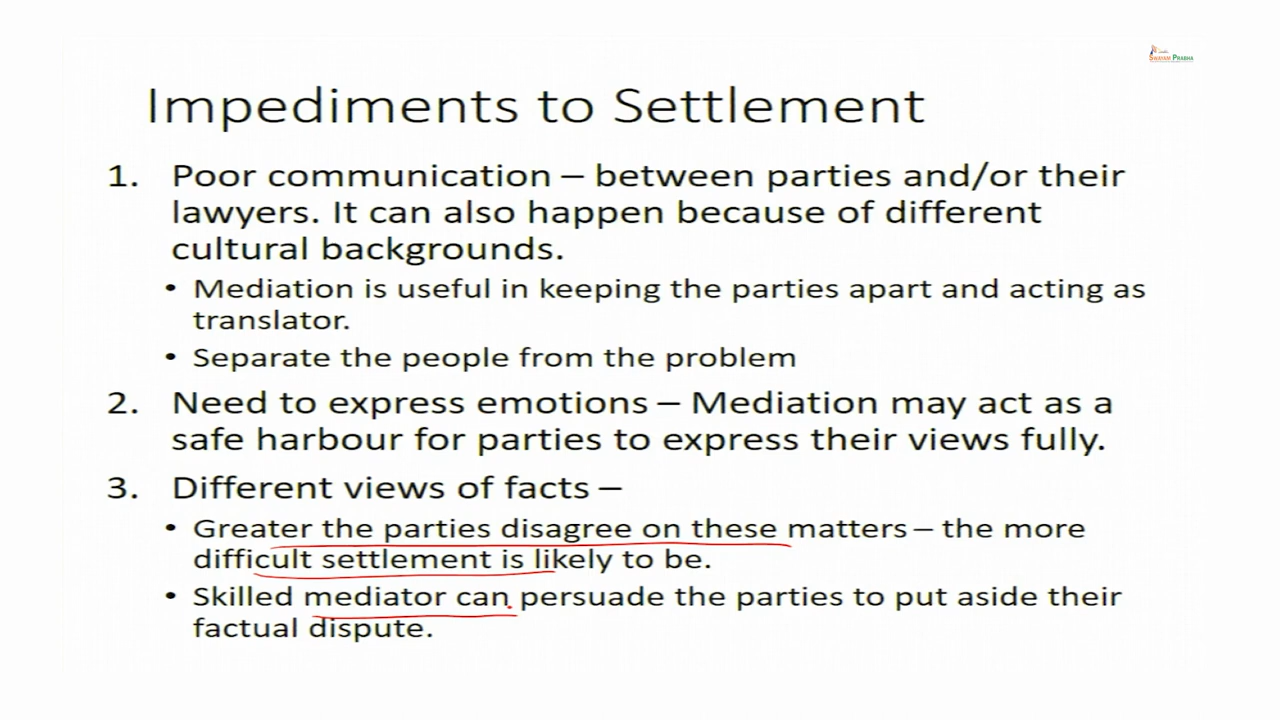 SWAYAM PRABHA
Impediments to Settlement
1. Poor communication – between parties and/or their
lawyers. It can also happen because of different
cultural backgrounds.
• Mediation is useful in keeping the parties apart and acting as
translator.
• Separate the people from the problem
2. Need to express emotions – Mediation may act as a
safe harbour for parties to express their views fully.
3. Different views of facts –
• Greater the parties disagree on these matters – the more
difficult settlement is likely to be.
• Skilled mediator can persuade the parties to put aside their
factual dispute.